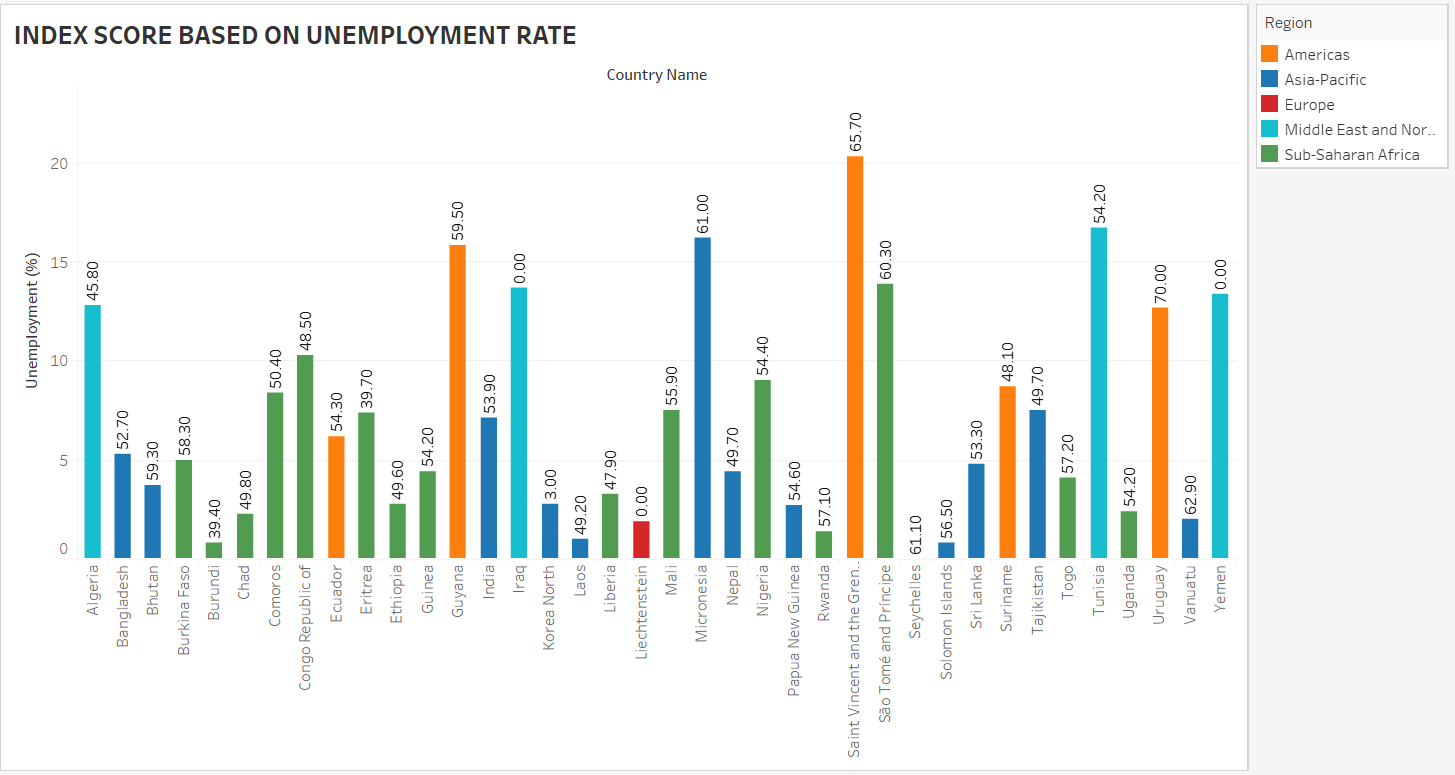 INDEX SCORE BASED ON UNEMPLOYMENT RATE
Country Name
Unemployment (%)
20
15
10
5
0
45.80
52.70
59.30
58.30
39.40
49.80
50.40
48.50
54.30
39.70
49.60
54.20
59.50
53.90
0.00
3.00
49.20
47.90
0.00
55.90
61.00
49.70
54.40
54.60
57.10
65.70
60.30
61.10
56.50
53.30
48.10
49.70
57.20
54.20
54.20
70.00
62.90
0.00
Algeria
Bangladesh
Bhutan
Burkina Faso
Burundi
Chad
Comoros
Congo Republic of
Ecuador
Eritrea
Ethiopia
Guinea
Guyana
India
Iraq
Korea North
Laos
Liberia
Liechtenstein
Mali
Micronesia
Nepal
Nigeria
Papua New Guinea
Rwanda
Saint Vincent and the Gren..
São Tomé and Príncipe
Seychelles
Solomon Islands
Sri Lanka
Suriname
Tajikistan
Togo
Tunisia
Uganda
Uruguay
Vanuatu
Yemen
Region
Americas
Asia-Pacific
Europe
Middle East and Nor..
Sub-Saharan Africa